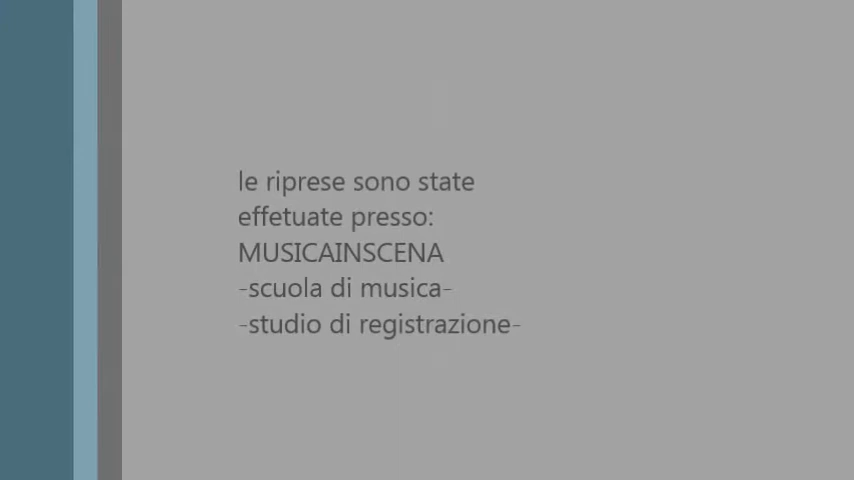 le riprese sono state
effetuate presso:
MUSICAINSCENA
-scuola di musica-
-studio di registrazione-